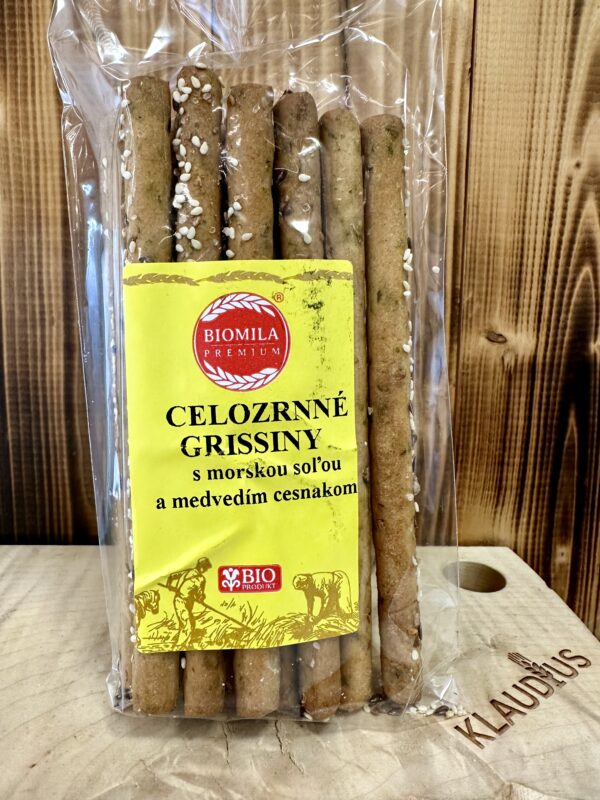 BIOMILA
PREMIUM
®
CELOZRNNÉ
GRISSINY
s morskou soľou
a medvedím cesnakom
BIO
PRODUKT
KLAUDIUS